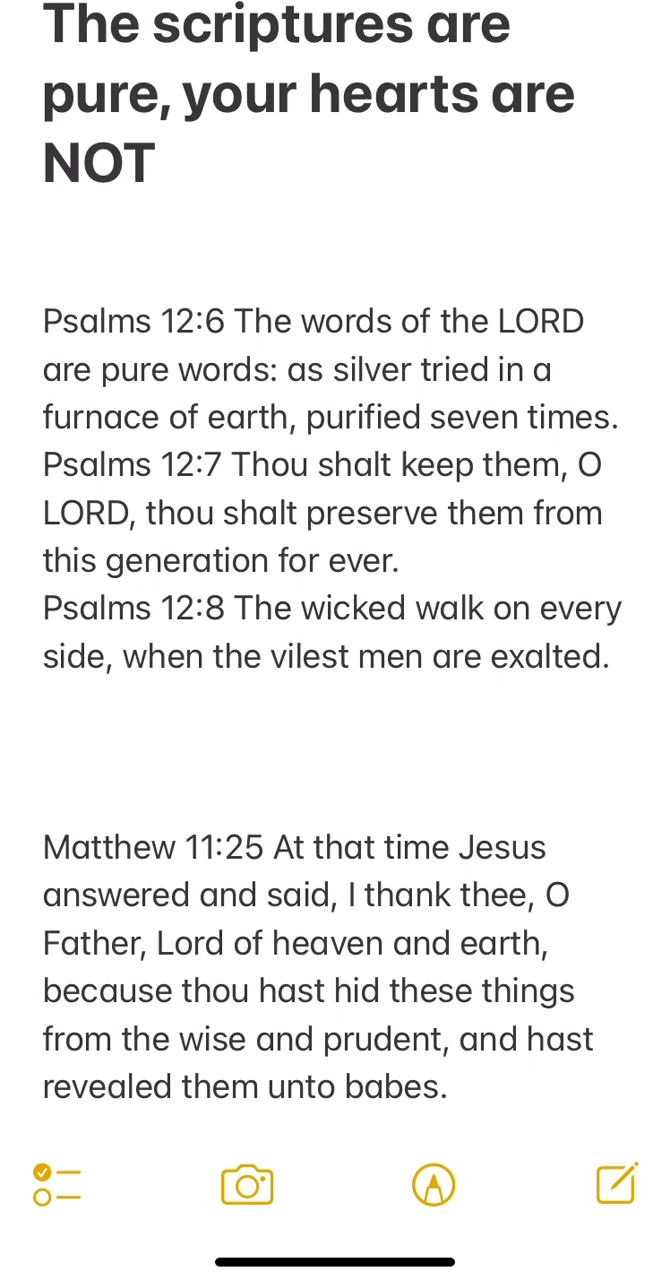 The scriptures are
pure, your hearts are
NOT
Psalms 12:6 The words of the LORD
are pure words: as silver tried in a
furnace of earth, purified seven times.
Psalms 12:7 Thou shalt keep them, O
LORD, thou shalt preserve them from
this generation for ever.
Psalms 12:8 The wicked walk on every
side, when the vilest men are exalted.
Matthew 11:25 At that time Jesus
answered and said, I thank thee, O
Father, Lord of heaven and earth,
because thou hast hid these things
from the wise and prudent, and hast
revealed them unto babes.